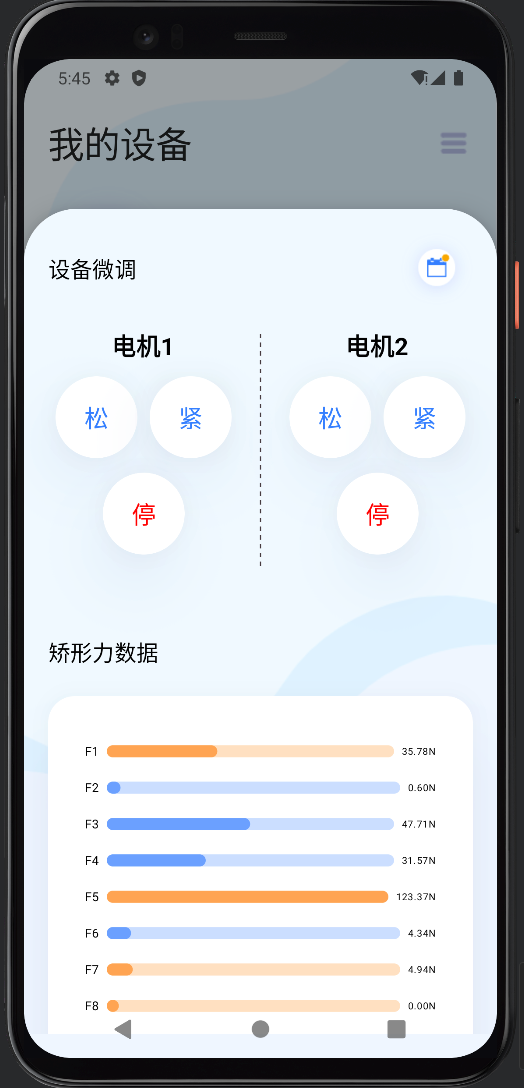 5:45
我的设备
设备微调
电机1
电机2
松
紧
松
紧
停
停
矫形力数据
F1 35.78N
F2 0.60N
F3 47.71N
F4 31.57N
F5 123.37N
F6 4.34N
F7 4.94N
F8 0.00N